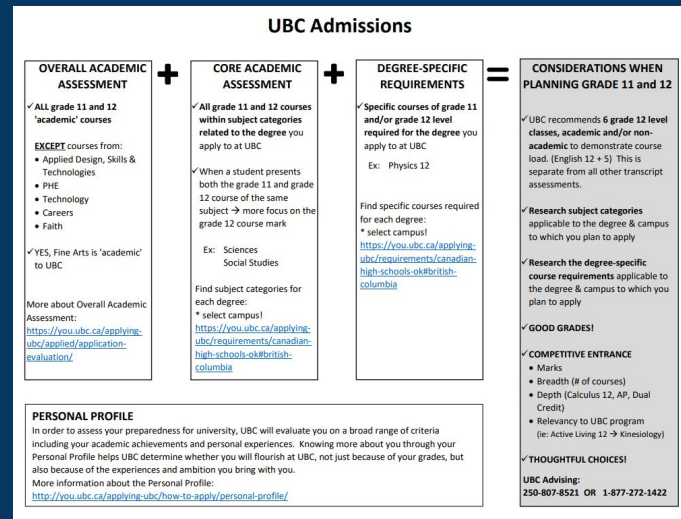 UBC Admissions
OVERALL ACADEMIC
ASSESSMENT
✓ALL grade 11 and 12
'academic' courses
EXCEPT courses from:
• Applied Design, Skills &
Technologies
• PHE
• Technology
• Careers
• Faith
✓YES, Fine Arts is 'academic'
to UBC
More about Overall Academic
Assessment:
https://you.ubc.ca/applying-
ubc/applied/application-
evaluation/
+
CORE ACADEMIC
ASSESSMENT
✓All grade 11 and 12 courses
within subject categories
related to the degree you
apply to at UBC
✓When a student presents
both the grade 11 and grade
12 course of the same
subject → more focus on the
grade 12 course mark
Ex: Sciences
Social Studies
Find subject categories for
each degree:
* select campus!
https://you.ubc.ca/applying-
ubc/requirements/canadian-
high-schools-ok#british-
columbia
+
DEGREE-SPECIFIC
REQUIREMENTS
✓Specific courses of grade 11
and/or grade 12 level
required for the degree you
apply to at UBC
Ex: Physics 12
Find specific courses required
for each degree:
* select campus!
https://you.ubc.ca/applying-
ubc/requirements/canadian-
high-schools-ok#british-
columbia
=
CONSIDERATIONS WHEN
PLANNING GRADE 11 and 12
✓UBC recommends 6 grade 12 level
classes, academic and/or non-
academic to demonstrate course
load. (English 12 + 5) This is
separate from all other transcript
assessments.
✓Research subject categories
applicable to the degree & campus
to which you plan to apply
✓Research the degree-specific
course requirements applicable to
the degree & campus to which you
plan to apply
✓GOOD GRADES!
✓COMPETITIVE ENTRANCE
• Marks
• Breadth (# of courses)
• Depth (Calculus 12, AP, Dual
Credit)
• Relevancy to UBC program
(ie: Active Living 12 → Kinesiology)
✓THOUGHTFUL CHOICES!
UBC Advising:
250-807-8521 OR 1-877-272-1422
PERSONAL PROFILE
In order to assess your preparedness for university, UBC will evaluate you on a broad range of criteria
including your academic achievements and personal experiences. Knowing more about you through your
Personal Profile helps UBC determine whether you will flourish at UBC, not just because of your grades, but
also because of the experiences and ambition you bring with you.
More information about the Personal Profile:
http://you.ubc.ca/applying-ubc/how-to-apply/personal-profile/